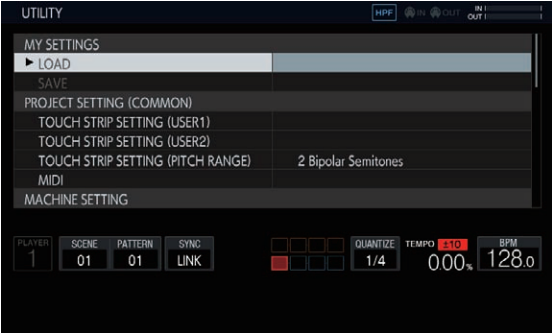 UTILITY HPF IN OUT IN OUT
MY SETTINGS
LOAD
SAVE
PROJECT SETTING (COMMON)
TOUCH STRIP SETTING (USER1)
TOUCH STRIP SETTING (USER2)
TOUCH STRIP SETTING (PITCH RANGE) 2 Bipolar Semitones
MIDI
MACHINE SETTING
PLAYER SCENE PATTERN SYNC QUANTIZE TEMPO ±10 BPM
1 01 01 LINK 1/4 0.00% 128.0